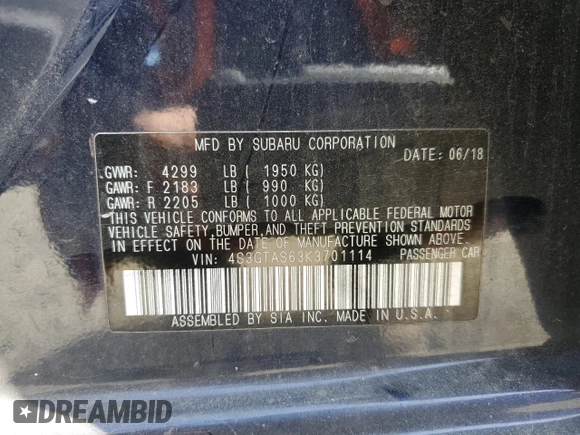 MFD BY SUBARU CORPORATION
DATE: 06/18
GVWR: 4299 LB ( 1950 KG)
GAWR: F 2183 LB ( 990 KG)
GAWR: R 2205 LB ( 1000 KG)
THIS VEHICLE CONFORMS TO ALL APPLICABLE FEDERAL MOTOR
VEHICLE SAFETY, BUMPER, AND THEFT PREVENTION STANDARDS
IN EFFECT ON THE DATE OF MANUFACTURE SHOWN ABOVE.
VIN: 4S3GTAS63K3701114 PASSENGER CAR
ASSEMBLED BY SIA INC. MADE IN U.S.A.
DREAMBID